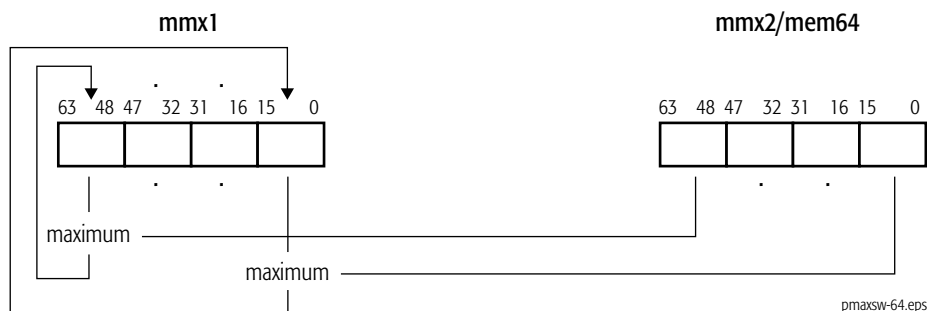 mmx1 mmx2/mem64
. . 
63 48 47 32 31 16 15 0 63 48 47 32 31 16 15 0
. . . .
maximum
maximum
pmaxsw-64.eps